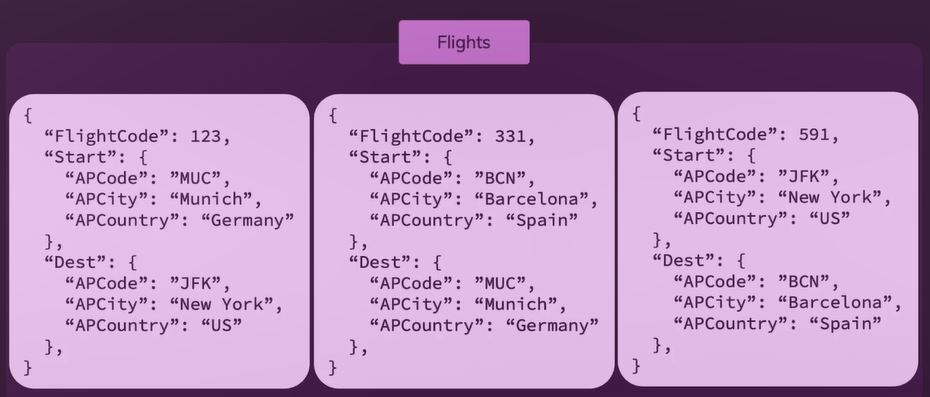 Flights
{
“FlightCode”: 123,
“Start”: {
“APCode”: ”MUC”,
“APCity”: “Munich”,
“APCountry”: “Germany”
},
“Dest”: {
“APCode”: ”JFK”,
“APCity”: “New York”,
“APCountry”: “US”
},
}
{
“FlightCode”: 331,
“Start”: {
“APCode”: ”BCN”,
“APCity”: “Barcelona”,
“APCountry”: “Spain”
},
“Dest”: {
“APCode”: ”MUC”,
“APCity”: “Munich”,
“APCountry”: “Germany”
},
}
{
“FlightCode”: 591,
“Start”: {
“APCode”: ”JFK”,
“APCity”: “New York”,
“APCountry”: “US”
},
“Dest”: {
“APCode”: ”BCN”,
“APCity”: “Barcelona”,
“APCountry”: “Spain”
},
}